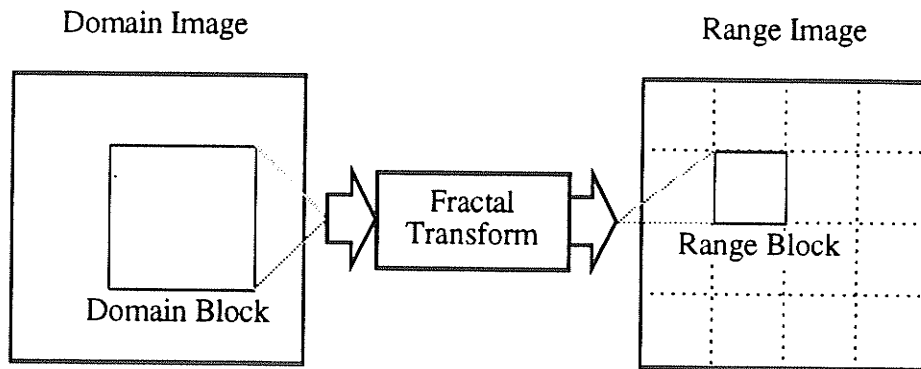 Domain Image
Range Image
Fractal
Transform
Domain Block
Range Block